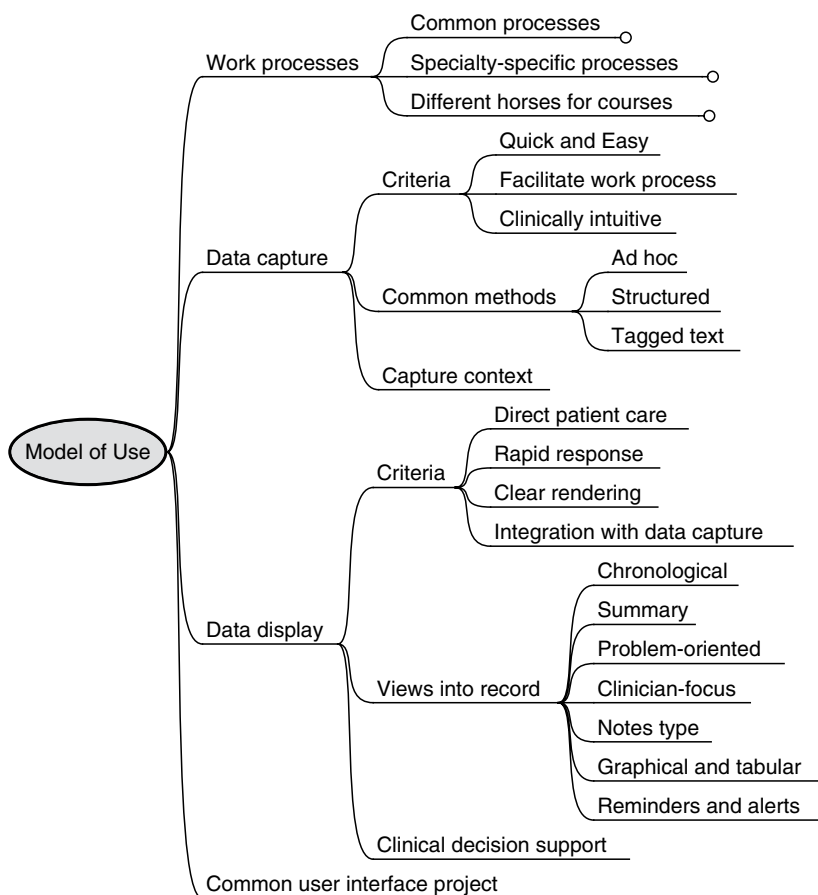 Model of Use
Work processes
Common processes
Specialty-specific processes
Different horses for courses
Data capture
Criteria
Quick and Easy
Facilitate work process
Clinically intuitive
Common methods
Ad hoc
Structured
Tagged text
Capture context
Data display
Criteria
Direct patient care
Rapid response
Clear rendering
Integration with data capture
Views into record
Chronological
Summary
Problem-oriented
Clinician-focus
Notes type
Graphical and tabular
Reminders and alerts
Clinical decision support
Common user interface project